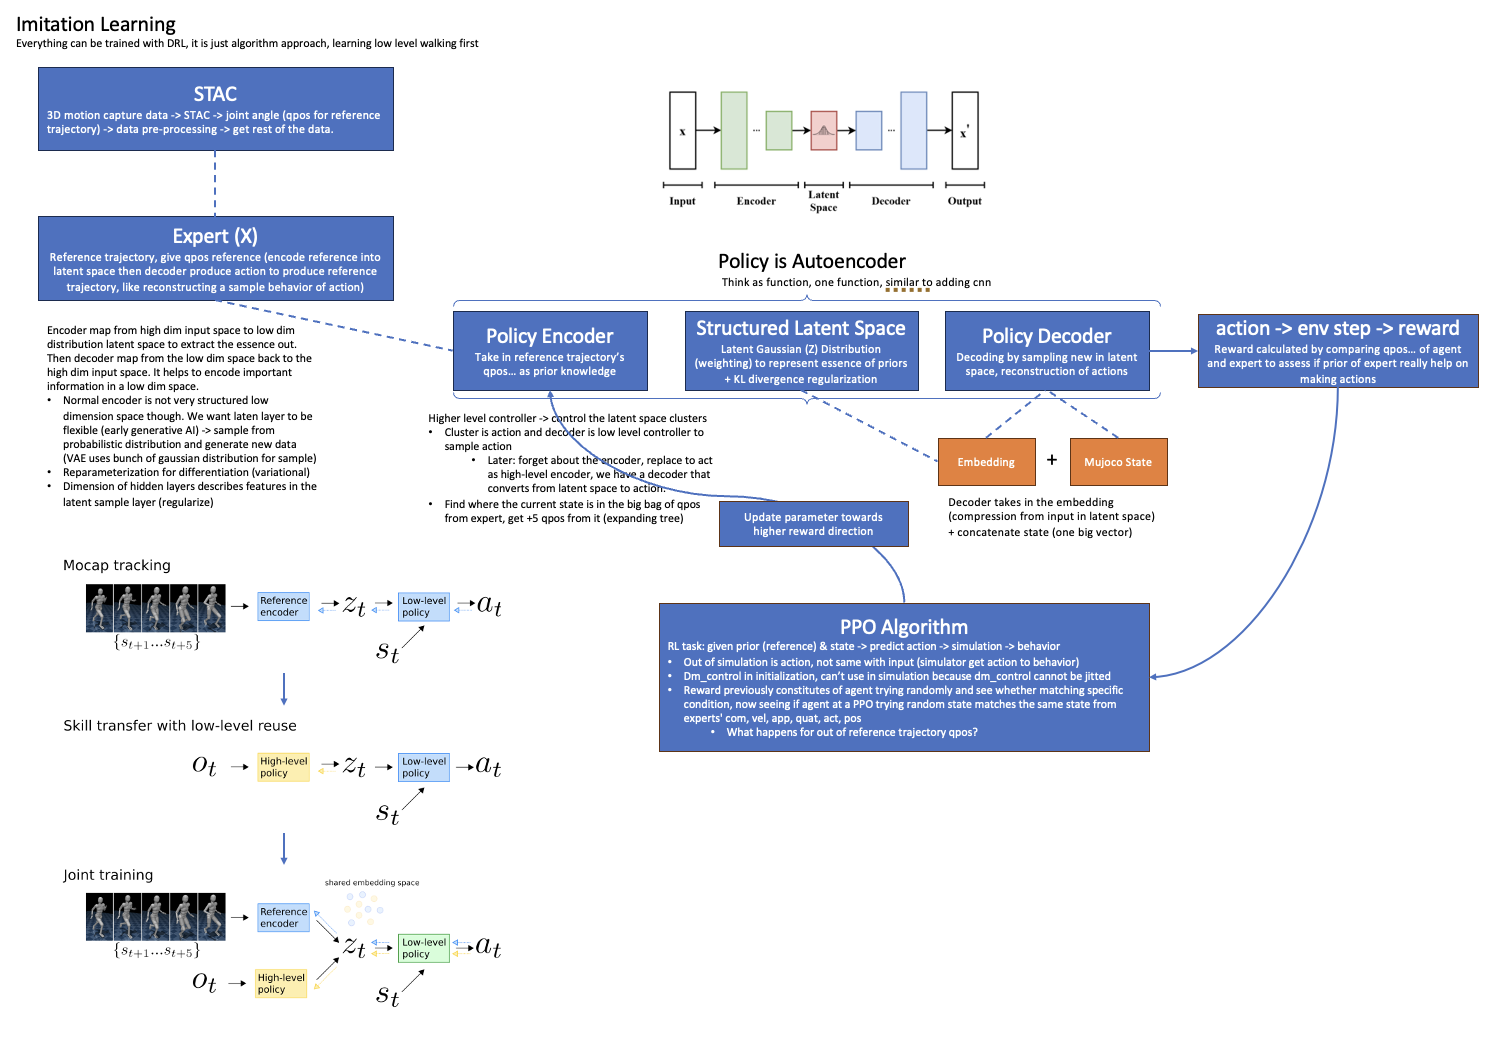 Imitation Learning
Everything can be trained with DRL, it is just algorithm approach, learning low level walking first
STAC
3D motion capture data -> STAC -> joint angle (qpos for reference
trajectory) -> data pre-processing -> get rest of the data.
x
...
...
x'
Input
Encoder
Latent
Space
Decoder
Output
Expert (X)
Reference trajectory, give qpos reference (encode reference into
latent space then decoder produce action to produce reference
trajectory, like reconstructing a sample behavior of action)
Policy is Autoencoder
Think as function, one function, similar to adding cnn
Policy Encoder
Take in reference trajectory's
qpos... as prior knowledge
Structured Latent Space
Latent Gaussian (Z) Distribution
(weighting) to represent essence of priors
+ KL divergence regularization
Policy Decoder
Decoding by sampling new in latent
space, reconstruction of actions
action -> env step -> reward
Reward calculated by comparing qpos... of agent
and expert to assess if prior of expert really help on
making actions
Encoder map from high dim input space to low dim
distribution latent space to extract the essence out.
Then decoder map from the low dim space back to the
high dim input space. It helps to encode important
information in a low dim space.
• Normal encoder is not very structured low
dimension space though. We want laten layer to be
flexible (early generative AI) -> sample from
probabilistic distribution and generate new data
(VAE uses bunch of gaussian distribution for sample)
• Reparameterization for differentiation (variational)
• Dimension of hidden layers describes features in the
latent sample layer (regularize)
Higher level controller -> control the latent space clusters
• Cluster is action and decoder is low level controller to
sample action
• Later: forget about the encoder, replace to act
as high-level encoder, we have a decoder that
converts from latent space to action.
• Find where the current state is in the big bag of qpos
from expert, get +5 qpos from it (expanding tree)
Embedding
+
Mujoco State
Decoder takes in the embedding
(compression from input in latent space)
+ concatenate state (one big vector)
Update parameter towards
higher reward direction
PPO Algorithm
RL task: given prior (reference) & state -> predict action -> simulation -> behavior
• Out of simulation is action, not same with input (simulator get action to behavior)
• Dm_control in initialization, can't use in simulation because dm_control cannot be jitted
• Reward previously constitutes of agent trying randomly and see whether matching specific
condition, now seeing if agent at a PPO trying random state matches the same state from
experts' com, vel, app, quat, act, pos
• What happens for out of reference trajectory qpos?
Mocap tracking
{s_{t+1}...s_{t+5}}
Reference
encoder
z_t
Low-level
policy
a_t
s_t
Skill transfer with low-level reuse
o_t
High-level
policy
z_t
Low-level
policy
a_t
s_t
Joint training
shared embedding space
{s_{t+1}...s_{t+5}}
Reference
encoder
z_t
Low-level
policy
a_t
o_t
High-level
policy
s_t